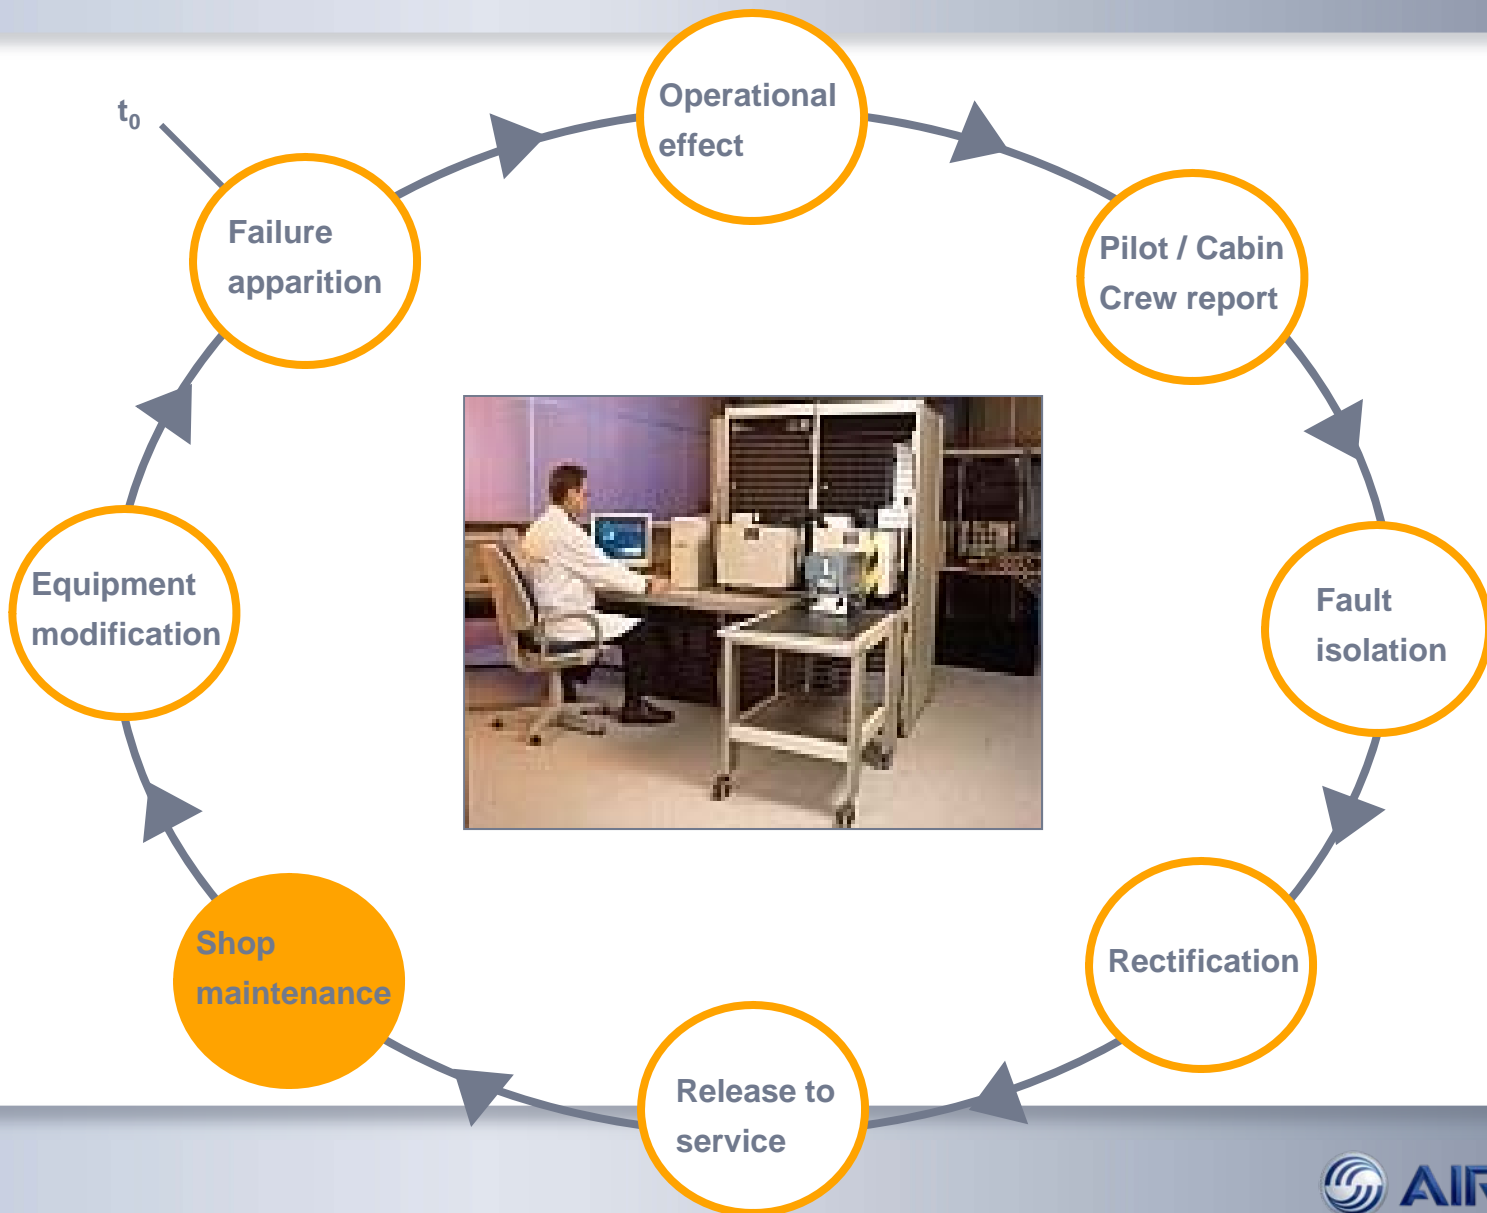 t0
Operational
effect
Failure
apparition
Pilot / Cabin
Crew report
Fault
isolation
Equipment
modification
Rectification
Shop
maintenance
Release to
service
AIR